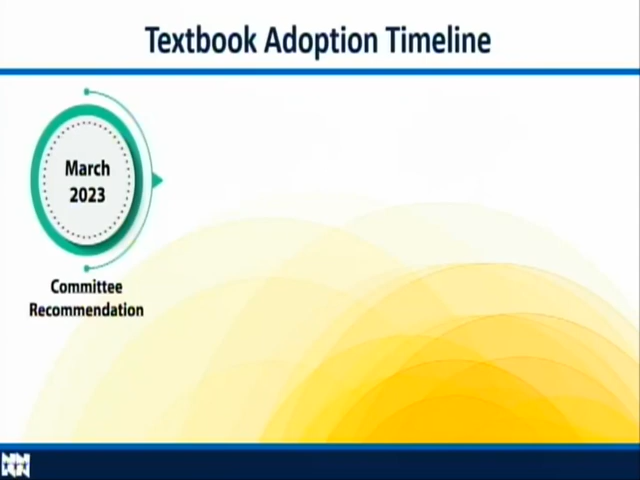 Textbook Adoption Timeline
March
2023
Committee
Recommendation